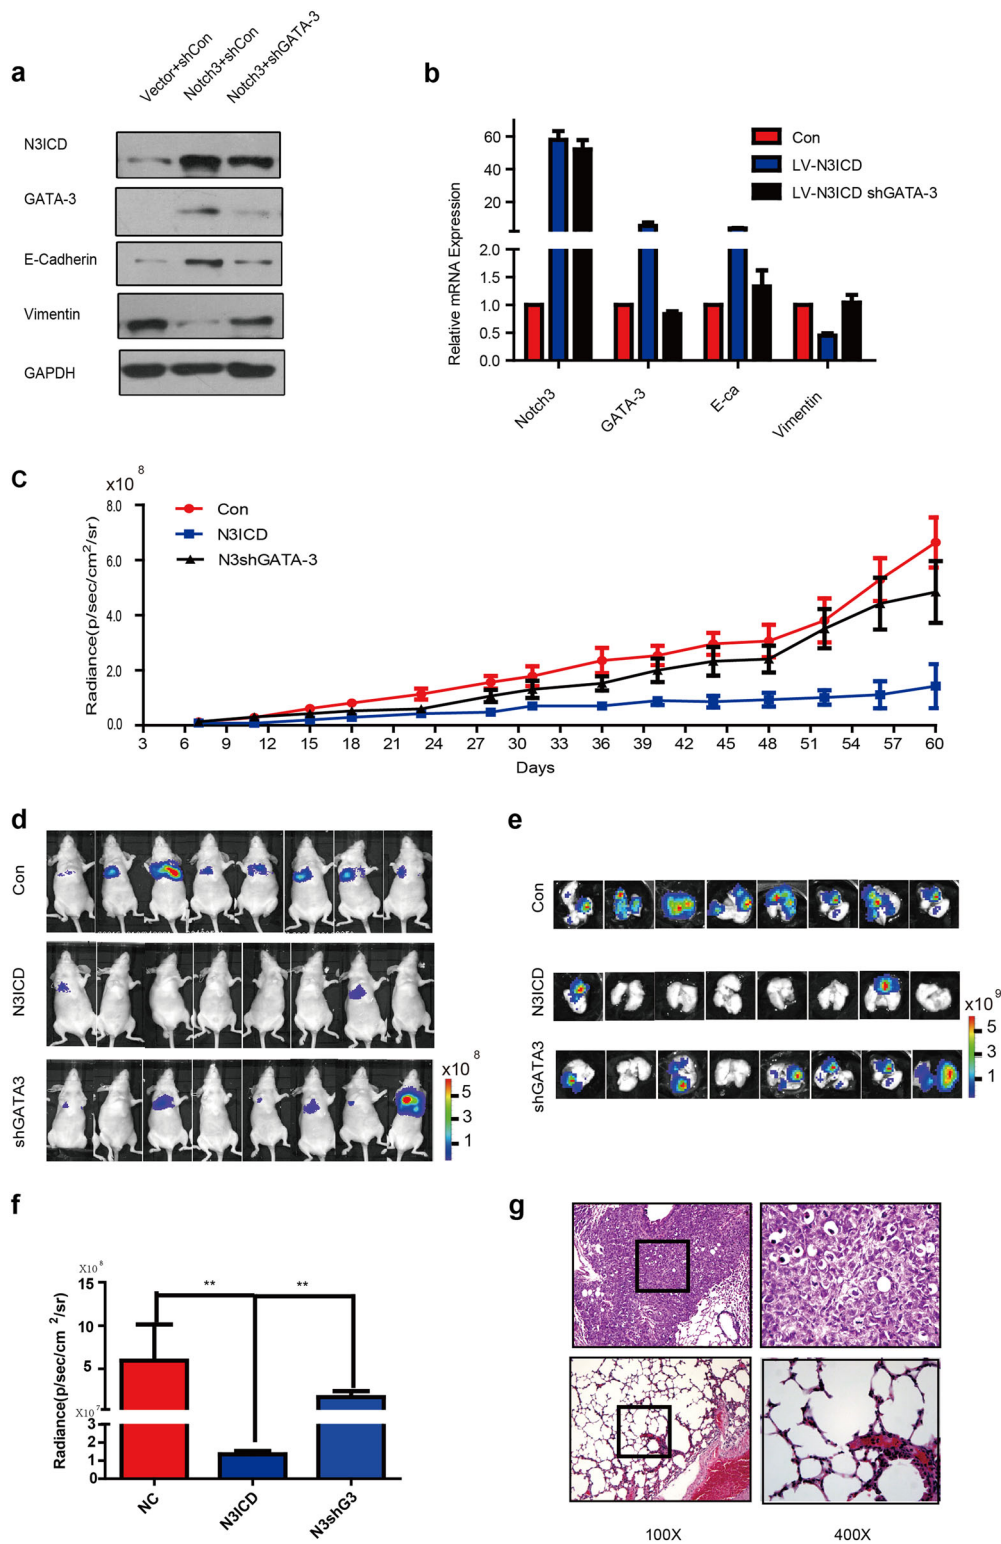 a
Vector+shCon
Notch3+shCon
Notch3+shGATA-3
N3ICD
GATA-3
E-Cadherin
Vimentin
GAPDH
b
Relative mRNA Expression
60
40
20
2.0
1.5
1.0
0.5
0.0
Con
LV-N3ICD
LV-N3ICD shGATA-3
Notch3
GATA-3
E-ca
Vimentin
C
x10 8
Radiance(p/sec/cm²/sr)
8.0
6.0
4.0
2.0
0.0
Con
N3ICD
N3shGATA-3
3 6 9 12 15 18 21 24 27 30 31 33 36 39 42 44 45 48 51 54 57 60
Days
d
Con
N3ICD
shGATA3
x10 8
5
3
1
e
Con
N3ICD
shGATA3
x10 9
5
3
1
f
X10 8
Radiance(p/sec/cm ²/sr)
15
10
5
X10 7
3
2
1
0
**
**
NC
N3ICD
N3shG3
g
100X
400X